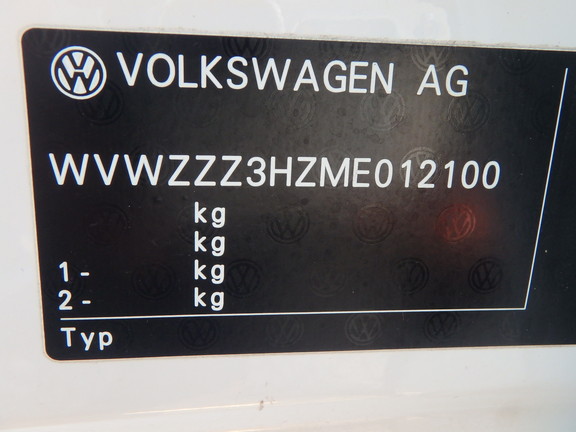 VOLKSWAGEN AG
WVWZZZ3HZME012100
kg
kg
1- kg
2- kg
Typ